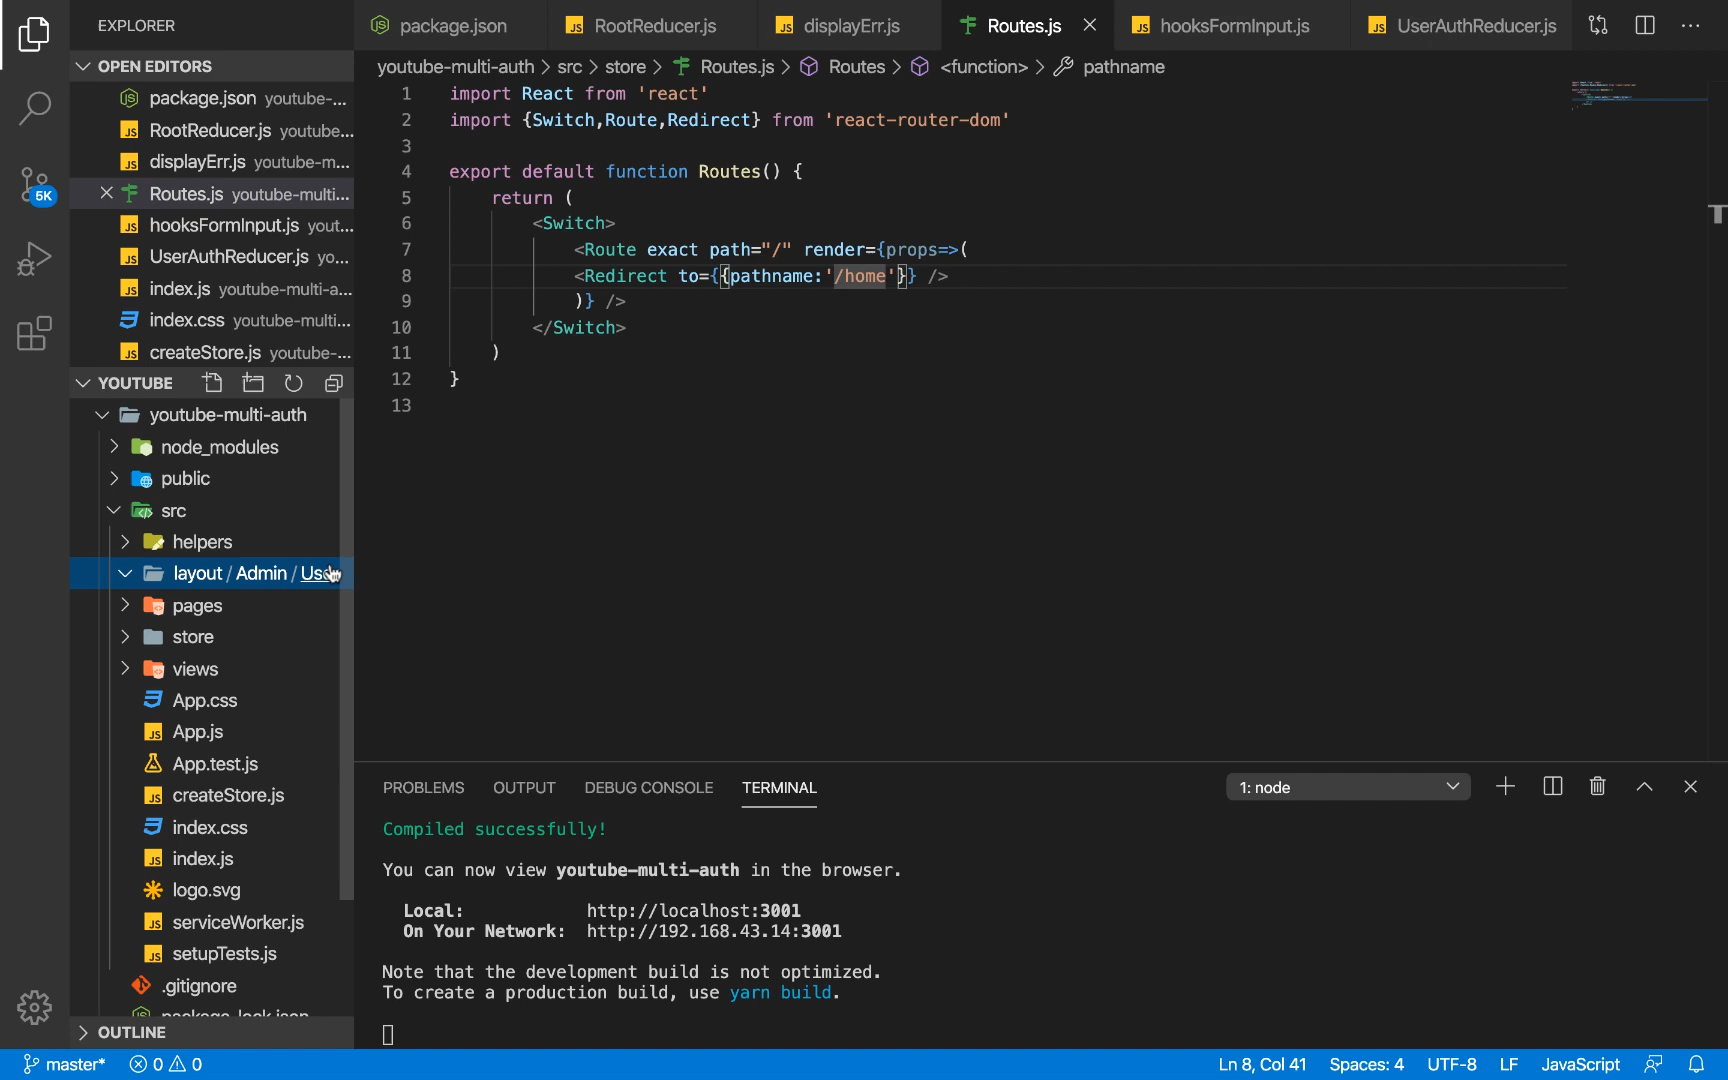 EXPLORER
OPEN EDITORS
package.json youtube-...
RootReducer.js youtube...
displayErr.js youtube-m...
Routes.js youtube-multi...
hooksFormInput.js yout...
UserAuthReducer.js yo...
index.js youtube-multi-a...
index.css youtube-multi...
createStore.js youtube-...
YOUTUBE
youtube-multi-auth
node_modules
public
src
helpers
layout / Admin /
pages
store
views
App.css
App.js
App.test.js
createStore.js
index.css
index.js
logo.svg
serviceWorker.js
setupTests.js
.gitignore
OUTLINE
5K
package.json RootReducer.js displayErr.js Routes.js hooksFormInput.js UserAuthReducer.js
youtube-multi-auth > src > store > Routes.js > Routes > <function> > pathname
1 import React from 'react'
2 import {Switch,Route,Redirect} from 'react-router-dom'
3
4 export default function Routes() {
5 return (
6 <Switch>
7 <Route exact path="/" render={props=>(
8 <Redirect to={{pathname:'/home'}} />
9 )} />
10 </Switch>
11 )
12 }
13
PROBLEMS OUTPUT DEBUG CONSOLE TERMINAL 1: node
Compiled successfully!
You can now view youtube-multi-auth in the browser.
Local: http://localhost:3001
On Your Network: http://192.168.43.14:3001
Note that the development build is not optimized.
To create a production build, use yarn build.
master* 0 0 Ln 8, Col 41 Spaces: 4 UTF-8 LF JavaScript